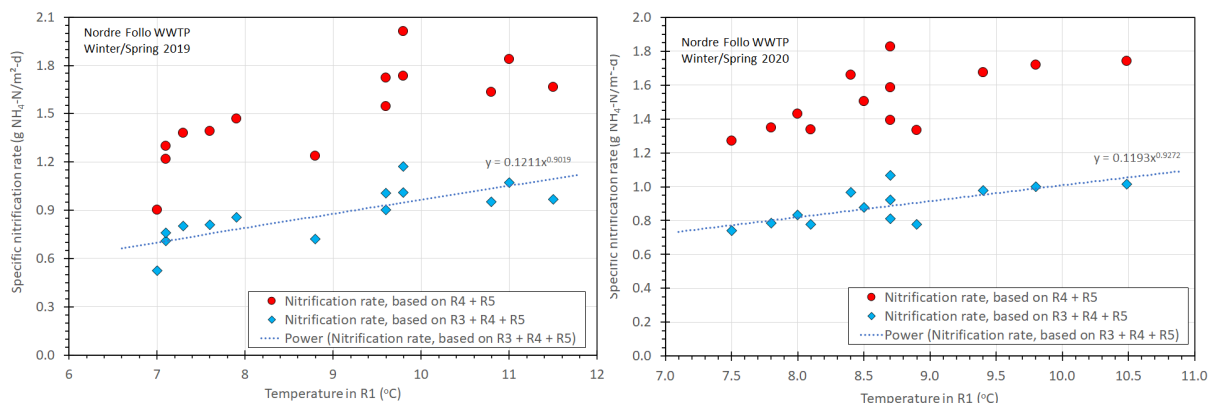 Nordre Follo WWTP
Winter/Spring 2019
Specific nitrification rate (g NH₄-N/m²-d)
2.1
1.8
1.5
1.2
0.9
0.6
0.3
0.0
y = 0.1211x^0.9019
Nitrification rate, based on R4 + R5
Nitrification rate, based on R3 + R4 + R5
Power (Nitrification rate, based on R3 + R4 + R5)
6 7 8 9 10 11 12
Temperature in R1 (°C)
Nordre Follo WWTP
Winter/Spring 2020
Specific nitrification rate (g NH₄-N/m²-d)
2.0
1.8
1.6
1.4
1.2
1.0
0.8
0.6
0.4
0.2
0.0
y = 0.1193x^0.9272
Nitrification rate, based on R4 + R5
Nitrification rate, based on R3 + R4 + R5
Power (Nitrification rate, based on R3 + R4 + R5)
7.0 7.5 8.0 8.5 9.0 9.5 10.0 10.5 11.0
Temperature in R1 (°C)